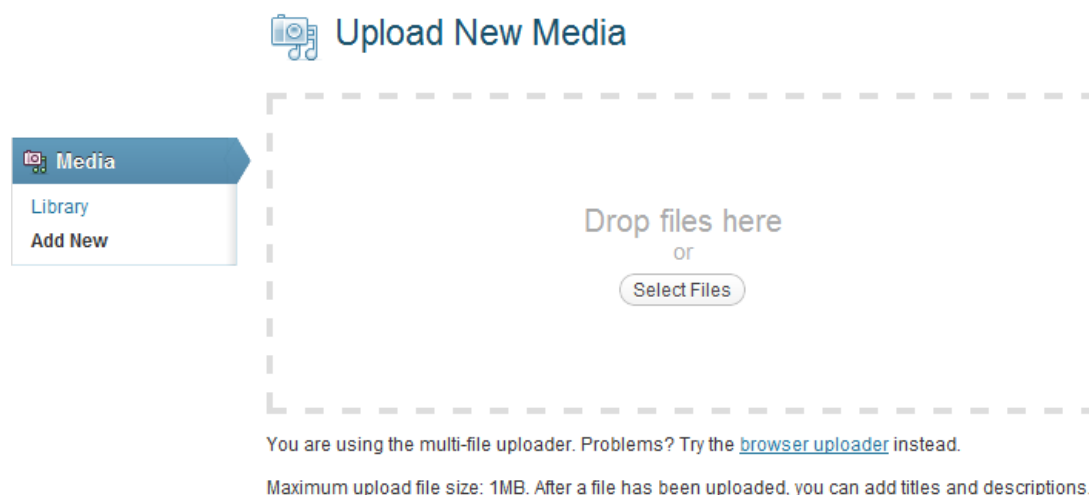 Upload New Media
Media
Library
Add New
Drop files here
or
Select Files
You are using the multi-file uploader. Problems? Try the browser uploader instead.
Maximum upload file size: 1MB. After a file has been uploaded, you can add titles and descriptions